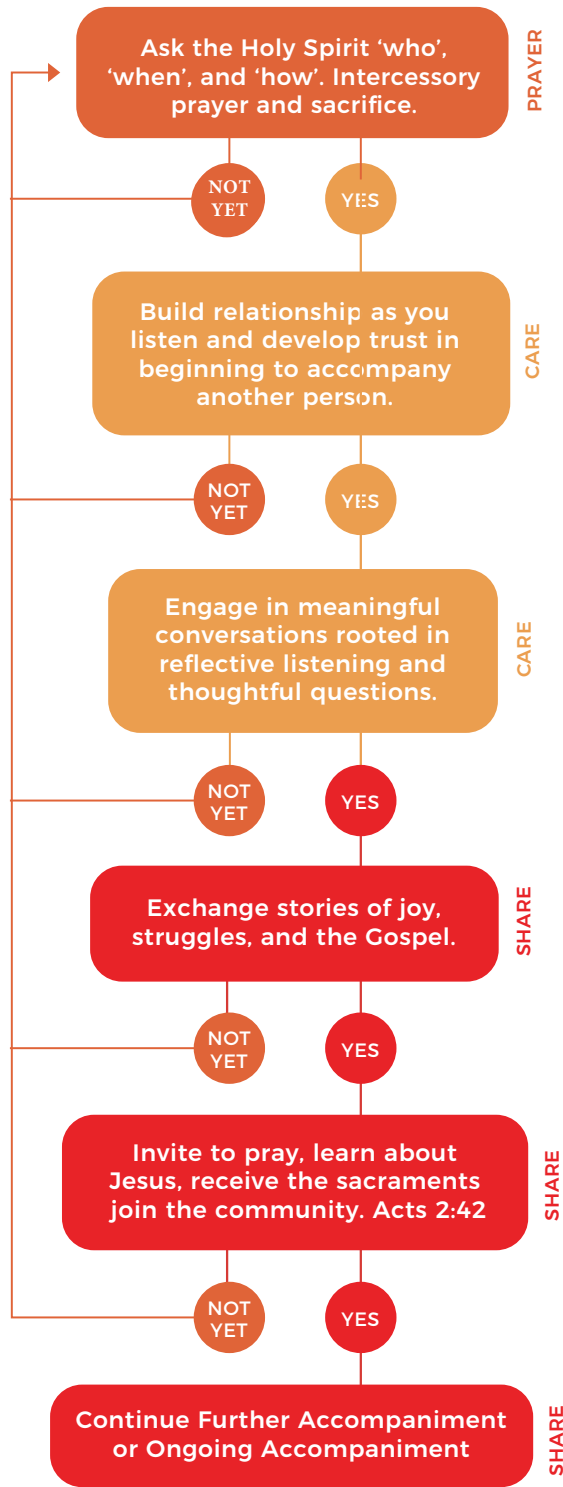 Ask the Holy Spirit ‘who’,
‘when’, and ‘how’. Intercessory
prayer and sacrifice.
PRAYER
NOT
YET
YES
Build relationship as you
listen and develop trust in
beginning to accompany
another person.
CARE
NOT
YET
YES
Engage in meaningful
conversations rooted in
reflective listening and
thoughtful questions.
CARE
NOT
YET
YES
Exchange stories of joy,
struggles, and the Gospel.
SHARE
NOT
YET
YES
Invite to pray, learn about
Jesus, receive the sacraments
join the community. Acts 2:42
SHARE
NOT
YET
YES
Continue Further Accompaniment
or Ongoing Accompaniment
SHARE